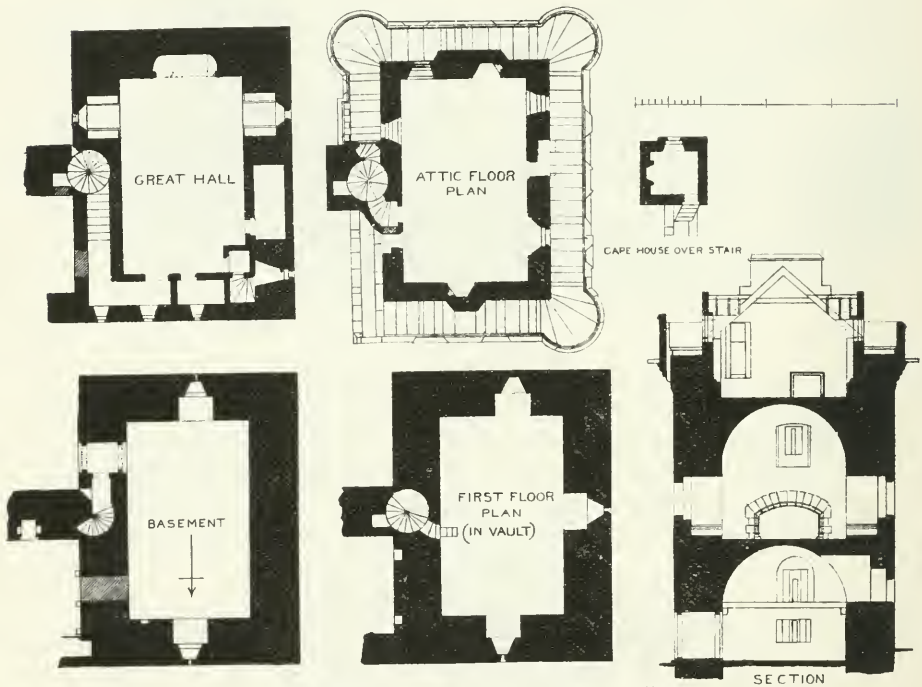 GREAT HALL
ATTIC FLOOR
PLAN
CAPE HOUSE OVER STAIR
BASEMENT
FIRST FLOOR
PLAN
(IN VAULT)
SECTION